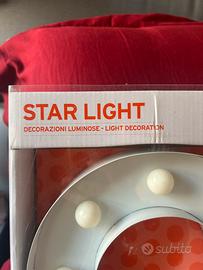 STAR LIGHT
DECORAZIONI LUMINOSE - LIGHT DECORATION
subito